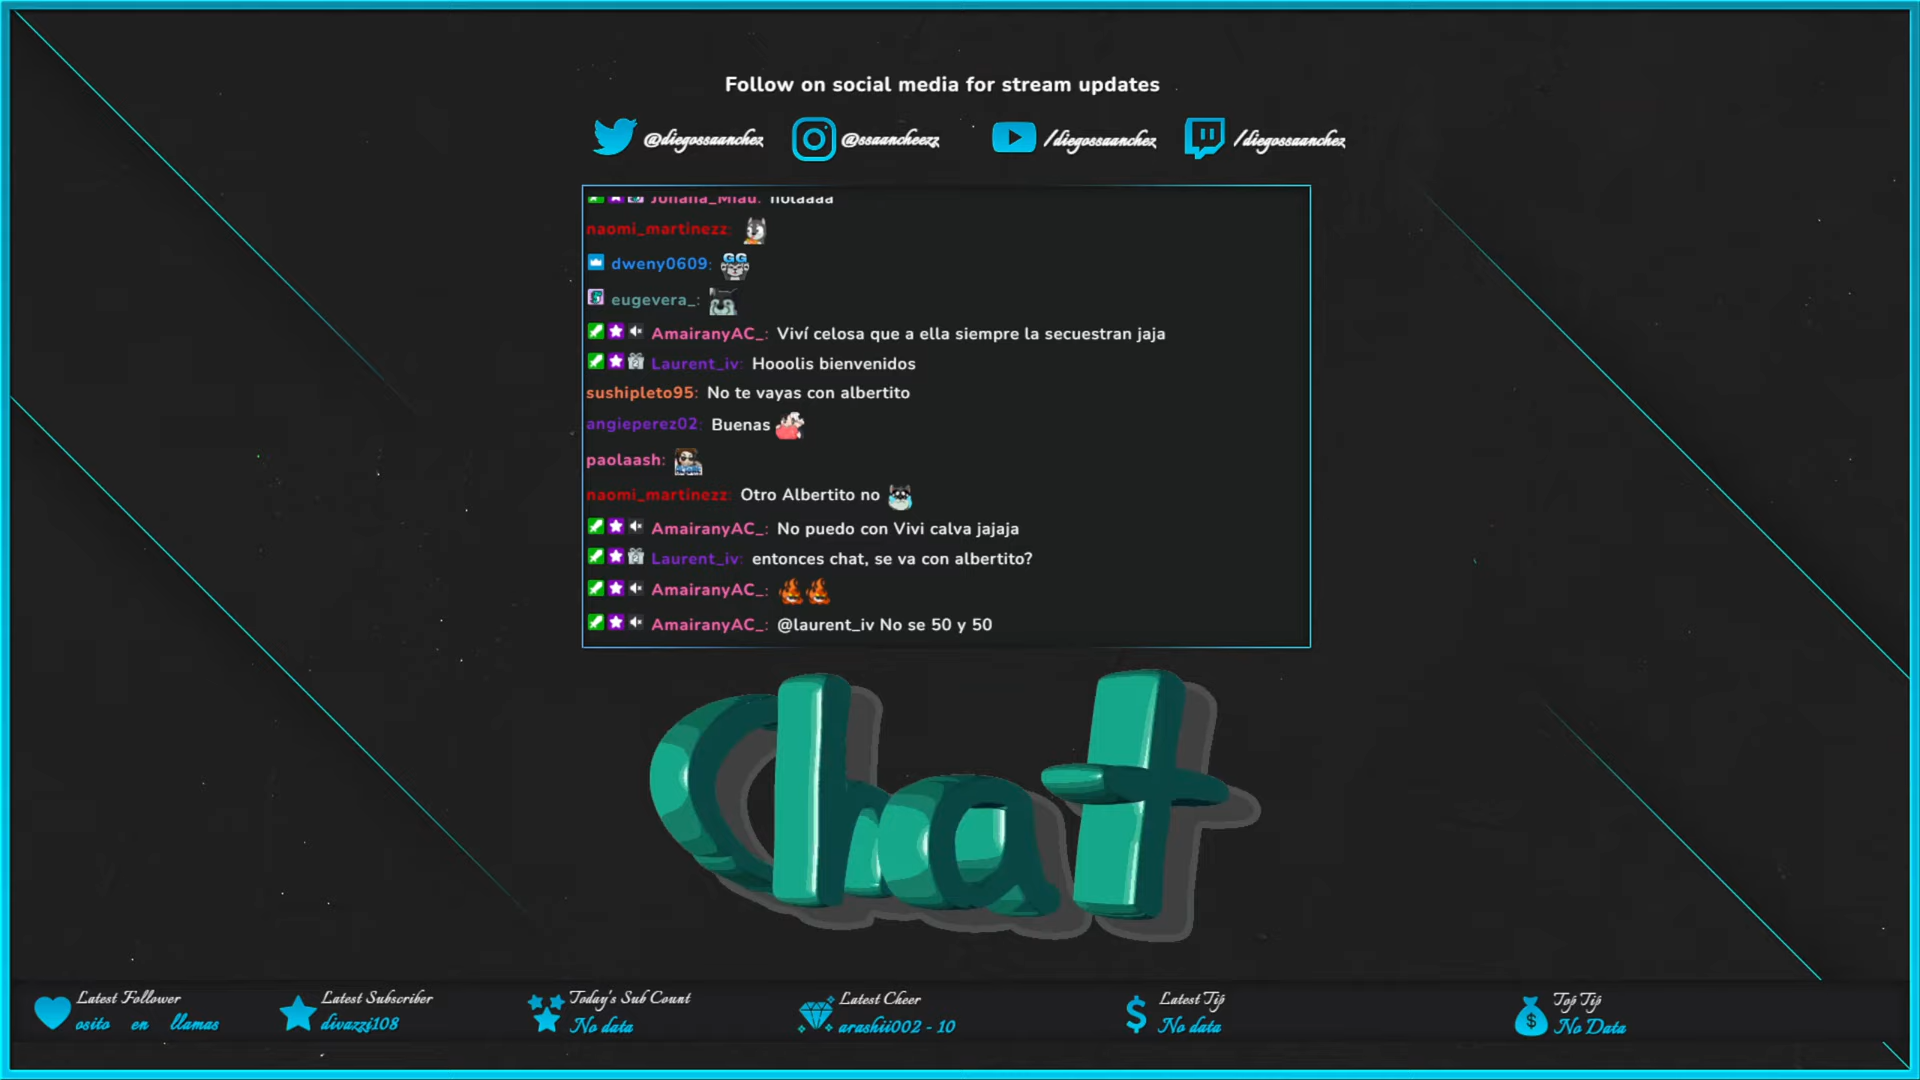 Follow on social media for stream updates
@diegossaanchez @ssaancheezz /diegossaanchez /diegossaanchez
Johana_Miau: holaaaa
naomi_martinezz:
dweny0609:
eugevera_:
AmairanyAC_: Viví celosa que a ella siempre la secuestran jaja
Laurent_iv: Hooolis bienvenidos
sushipleto95: No te vayas con albertito
angieperez02: Buenas
paolaash:
naomi_martinezz: Otro Albertito no
AmairanyAC_: No puedo con Vivi calva jajaja
Laurent_iv: entonces chat, se va con albertito?
AmairanyAC_:
AmairanyAC_: @laurent_iv No se 50 y 50
Chat
Latest Follower
osito en llamas
Latest Subscriber
divazzi108
Today's Sub Count
No data
Latest Cheer
arashii002 - 10
Latest Tip
No data
Top Tip
No Data